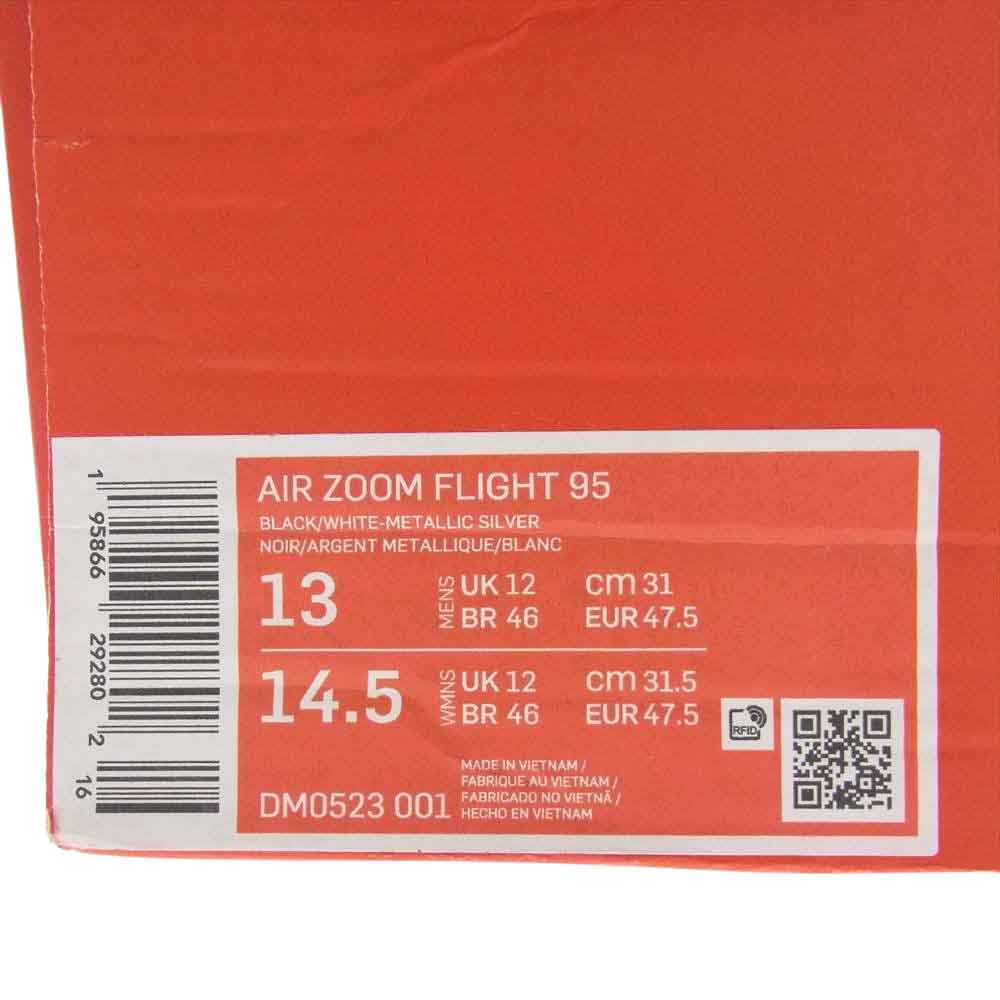 AIR ZOOM FLIGHT 95
BLACK/WHITE-METALLIC SILVER
NOIR/ARGENT METALLIQUE/BLANC
13 MENS UK 12 cm 31
BR 46 EUR 47.5
14.5 WMNS UK 12 cm 31.5
BR 46 EUR 47.5
RFID
MADE IN VIETNAM /
FABRIQUE AU VIETNAM /
FABRICADO NO VIETNÃ /
HECHO EN VIETNAM
DM0523 001
1 95866 29280 2 16